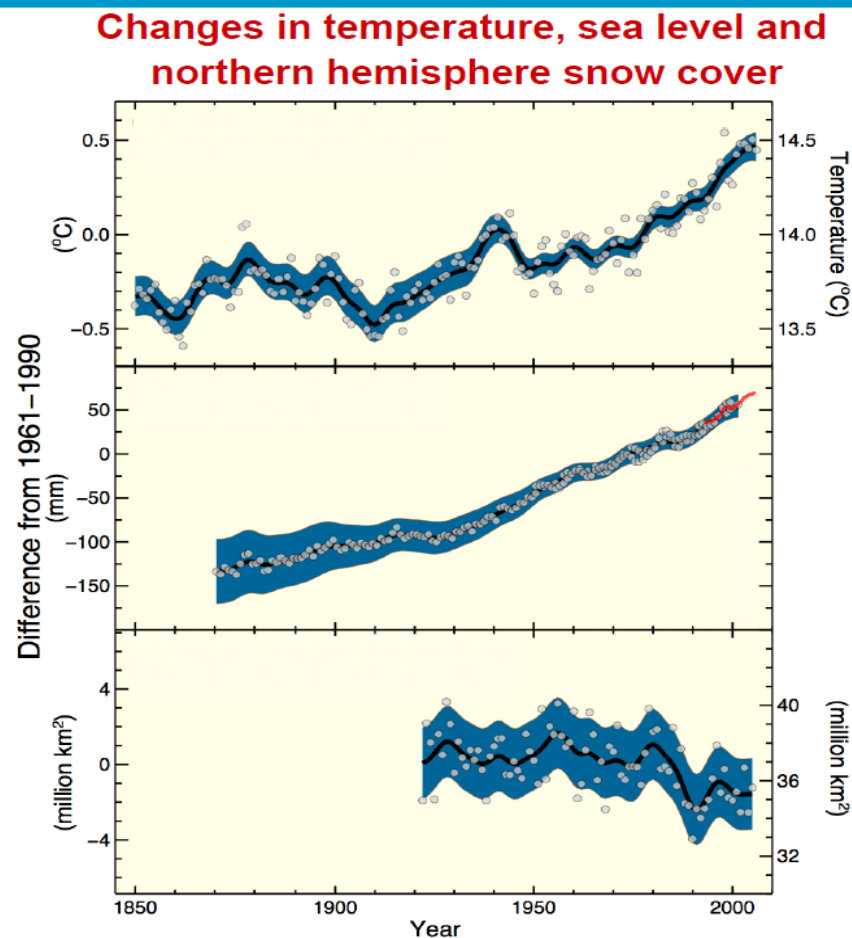 Changes in temperature, sea level and
northern hemisphere snow cover
Difference from 1961–1990
(°C)
0.5
0.0
−0.5
14.5
14.0
13.5
Temperature (°C)
(mm)
50
0
−50
−100
−150
(million km²)
4
0
−4
40
36
32
(million km²)
1850
1900
1950
2000
Year